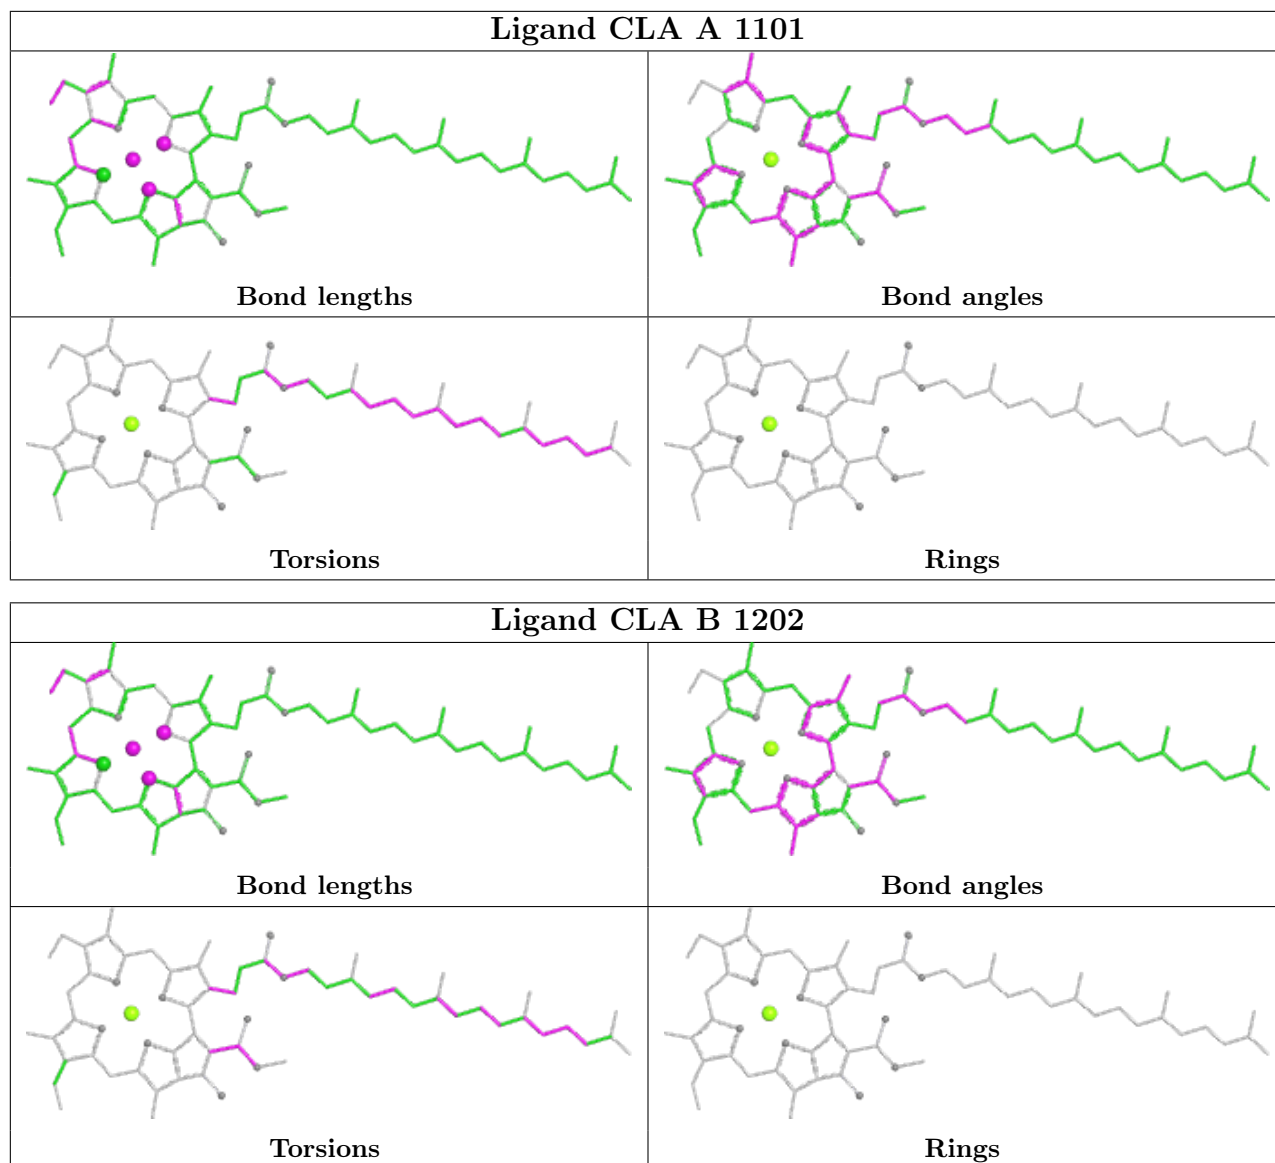 Ligand CLA A 1101
Bond lengths
Bond angles
Torsions
Rings
Ligand CLA B 1202
Bond lengths
Bond angles
Torsions
Rings